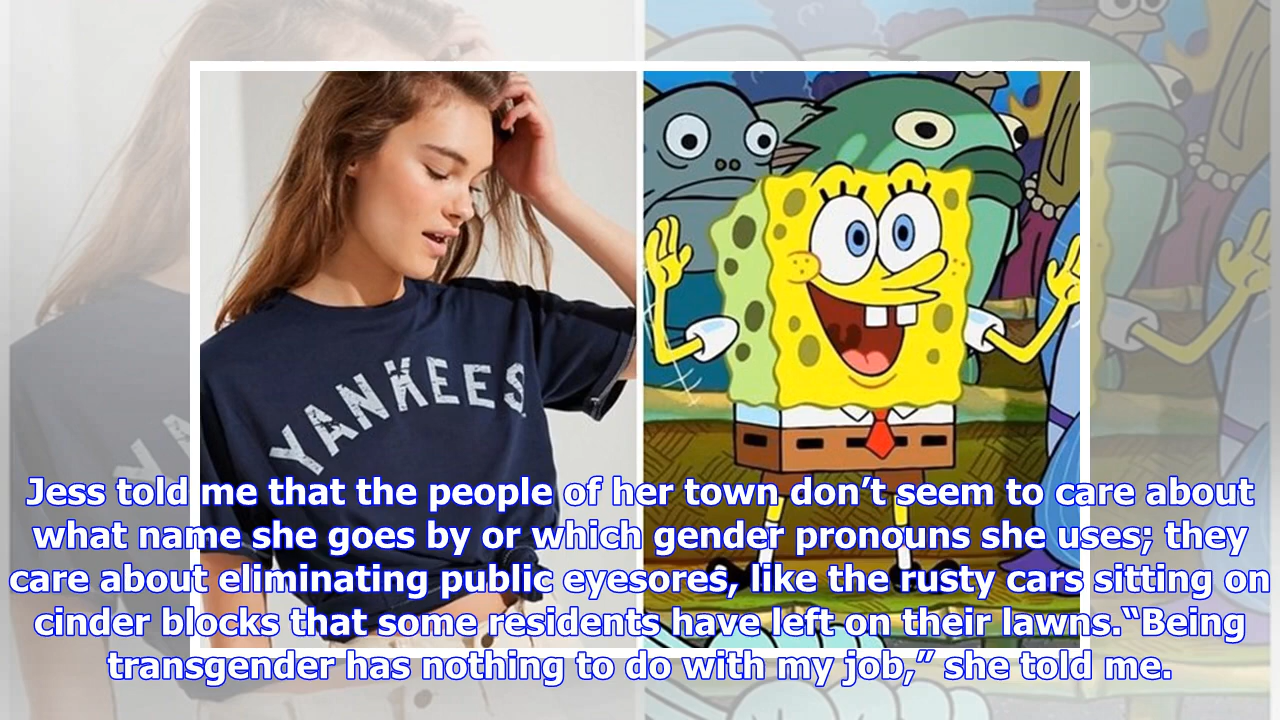 YANKEES
Jess told me that the people of her town don’t seem to care about
what name she goes by or which gender pronouns she uses; they
care about eliminating public eyesores, like the rusty cars sitting on
cinder blocks that some residents have left on their lawns.“Being
transgender has nothing to do with my job,” she told me.